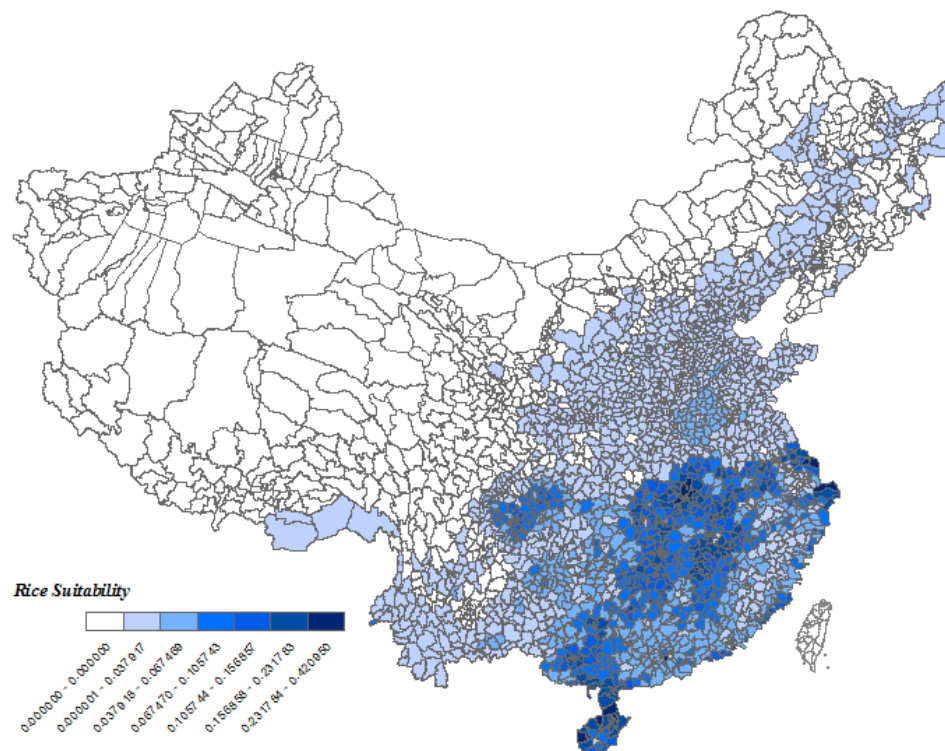 Rice Suitability
0.000000 - 0.000000
0.000001 - 0.037917
0.037918 - 0.067469
0.067470 - 0.105743
0.105744 - 0.156857
0.156858 - 0.231783
0.231784 - 0.420950